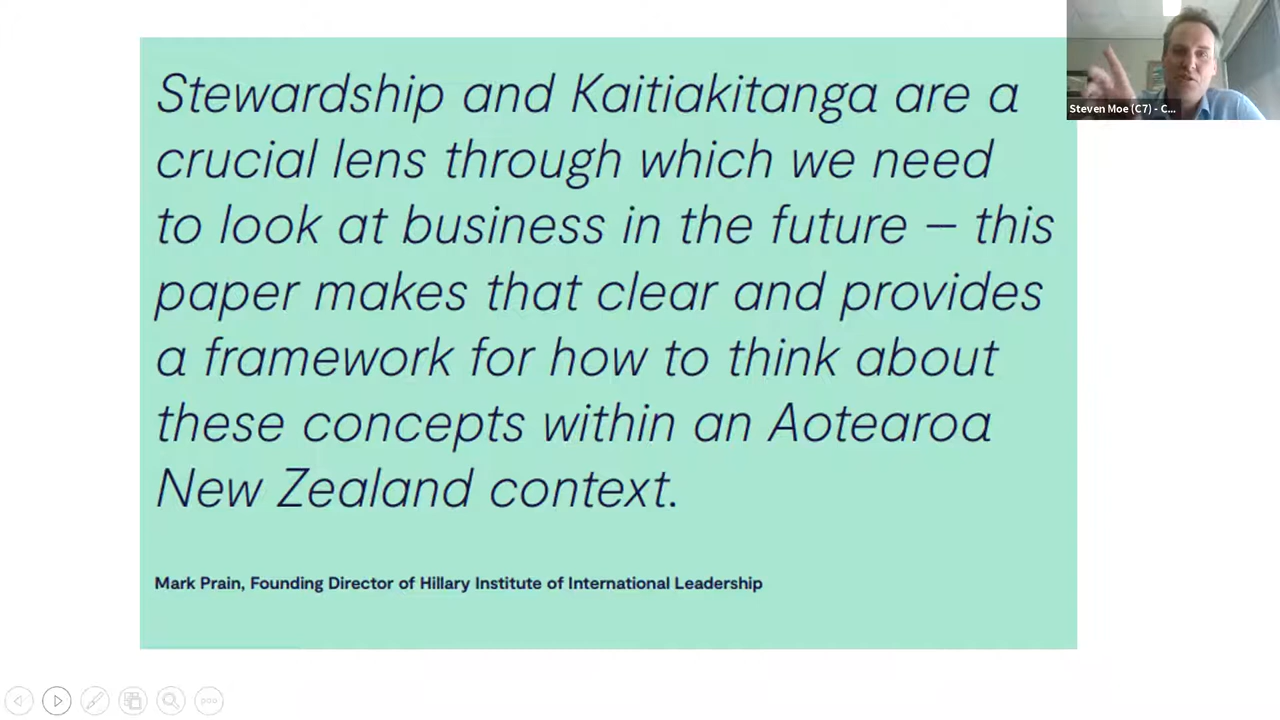 Stewardship and Kaitiakitanga are a
crucial lens through which we need
to look at business in the future – this
paper makes that clear and provides
a framework for how to think about
these concepts within an Aotearoa
New Zealand context.
Mark Prain, Founding Director of Hillary Institute of International Leadership
Steven Moe (C7) - C...